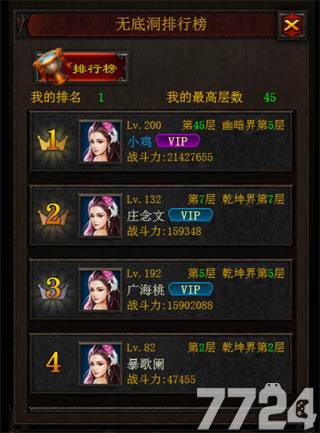 无底洞排行榜
排行榜
我的排名 1 我的最高层数 45
1
Lv.200 第45层 幽暗界第5层
小鸡 VIP
战斗力:21427655
2
Lv.132 第7层 乾坤界第7层
庄念文 VIP
战斗力:159348
3
Lv.192 第5层 乾坤界第5层
广海桃 VIP
战斗力:15902088
4
Lv.82 第2层 乾坤界第2层
暴歌阑
战斗力:47455
7724